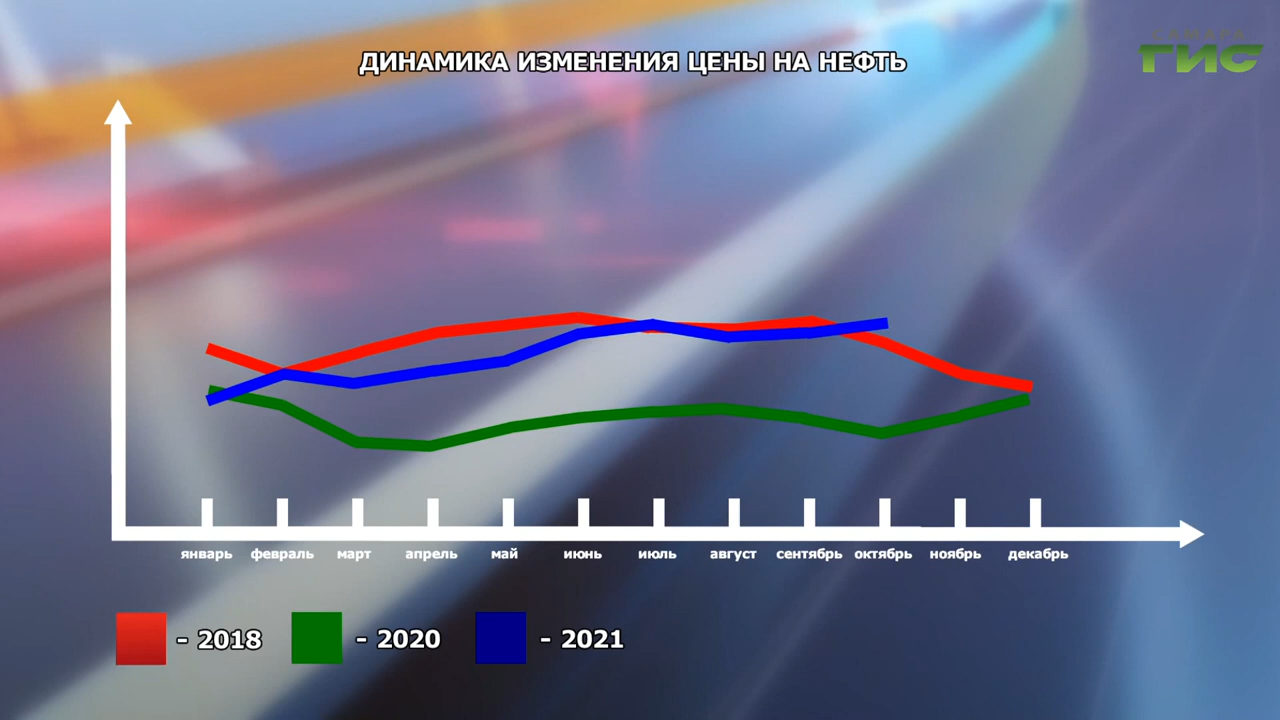 ДИНАМИКА ИЗМЕНЕНИЯ ЦЕНЫ НА НЕФТЬ
САМАРА
ГИС
январь февраль март апрель май июнь июль август сентябрь октябрь ноябрь декабрь
- 2018 - 2020 - 2021